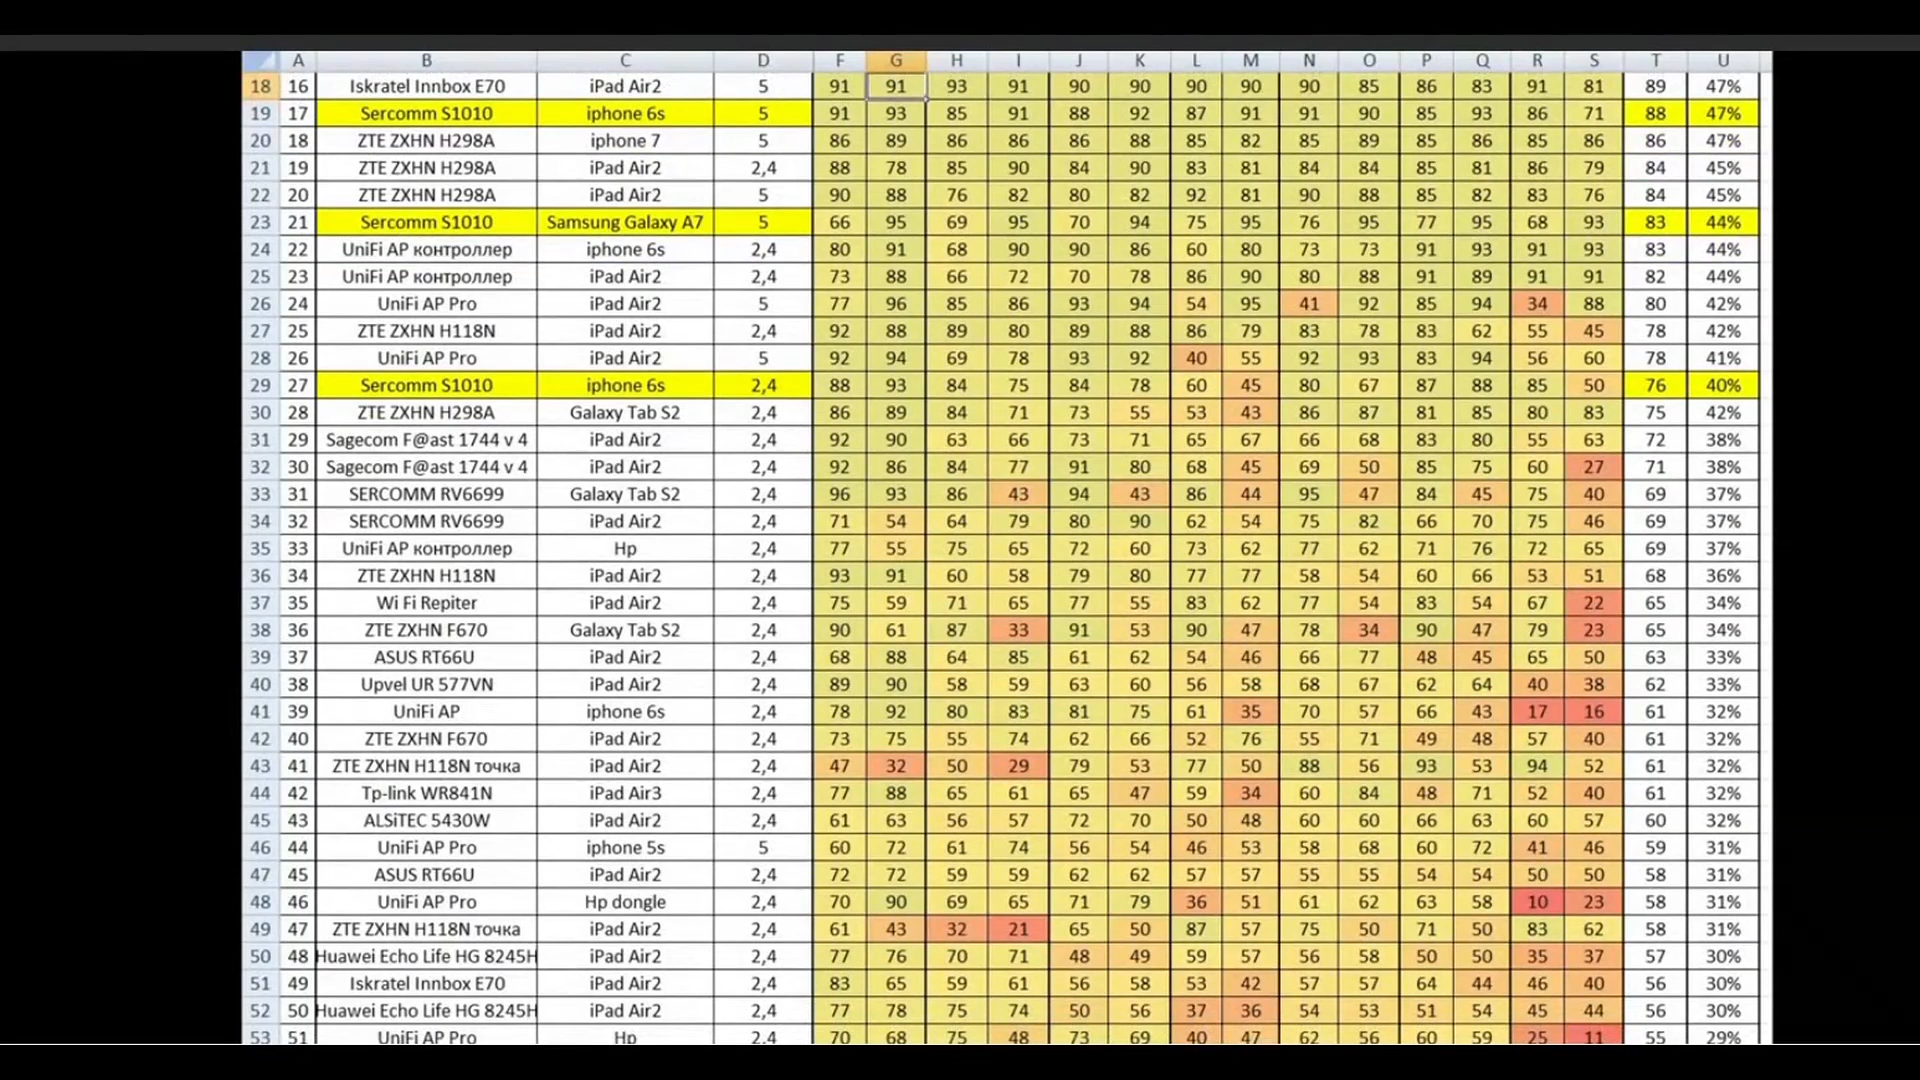 A B C D F G H I J K L M N O P Q R S T U
18 16 Iskratel Innbox E70 iPad Air2 5 91 91 93 91 90 90 90 90 90 85 86 83 91 81 89 47%
19 17 Sercomm S1010 iphone 6s 5 91 93 85 91 88 92 87 91 91 90 85 93 86 71 88 47%
20 18 ZTE ZXHN H298A iphone 7 5 86 89 86 86 86 88 85 82 85 89 85 86 85 86 86 47%
21 19 ZTE ZXHN H298A iPad Air2 2,4 88 78 85 90 84 90 83 81 84 84 85 81 86 79 84 45%
22 20 ZTE ZXHN H298A iPad Air2 5 90 88 76 82 80 82 92 81 90 88 85 82 83 76 84 45%
23 21 Sercomm S1010 Samsung Galaxy A7 5 66 95 69 95 70 94 75 95 76 95 77 95 68 93 83 44%
24 22 UniFi AP контроллер iphone 6s 2,4 80 91 68 90 90 86 60 80 73 73 91 93 91 93 83 44%
25 23 UniFi AP контроллер iPad Air2 2,4 73 88 66 72 70 78 86 90 80 88 91 89 91 91 82 44%
26 24 UniFi AP Pro iPad Air2 5 77 96 85 86 93 94 54 95 41 92 85 94 34 88 80 42%
27 25 ZTE ZXHN H118N iPad Air2 2,4 92 88 89 80 89 88 86 79 83 78 83 62 55 45 78 42%
28 26 UniFi AP Pro iPad Air2 5 92 94 69 78 93 92 40 55 92 93 83 94 56 60 78 41%
29 27 Sercomm S1010 iphone 6s 2,4 88 93 84 75 84 78 60 45 80 67 87 88 85 50 76 40%
30 28 ZTE ZXHN H298A Galaxy Tab S2 2,4 86 89 84 71 73 55 53 43 86 87 81 85 80 83 75 42%
31 29 Sagecom F@ast 1744 v 4 iPad Air2 2,4 92 90 63 66 73 71 65 67 66 68 83 80 55 63 72 38%
32 30 Sagecom F@ast 1744 v 4 iPad Air2 2,4 92 86 84 77 91 80 68 45 69 50 85 75 60 27 71 38%
33 31 SERCOMM RV6699 Galaxy Tab S2 2,4 96 93 86 43 94 43 86 44 95 47 84 45 75 40 69 37%
34 32 SERCOMM RV6699 iPad Air2 2,4 71 54 64 79 80 90 62 54 75 82 66 70 75 46 69 37%
35 33 UniFi AP контроллер Hp 2,4 77 55 75 65 72 60 73 62 77 62 71 76 72 65 69 37%
36 34 ZTE ZXHN H118N iPad Air2 2,4 93 91 60 58 79 80 77 77 58 54 60 66 53 51 68 36%
37 35 Wi Fi Repiter iPad Air2 2,4 75 59 71 65 77 55 83 62 77 54 83 54 67 22 65 34%
38 36 ZTE ZXHN F670 Galaxy Tab S2 2,4 90 61 87 33 91 53 90 47 78 34 90 47 79 23 65 34%
39 37 ASUS RT66U iPad Air2 2,4 68 88 64 85 61 62 54 46 66 77 48 45 65 50 63 33%
40 38 Upvel UR 577VN iPad Air2 2,4 89 90 58 59 63 60 56 58 68 67 62 64 40 38 62 33%
41 39 UniFi AP iphone 6s 2,4 78 92 80 83 81 75 61 35 70 57 66 43 17 16 61 32%
42 40 ZTE ZXHN F670 iPad Air2 2,4 73 75 55 74 62 66 52 76 55 71 49 48 57 40 61 32%
43 41 ZTE ZXHN H118N точка iPad Air2 2,4 47 32 50 29 79 53 77 50 88 56 93 53 94 52 61 32%
44 42 Tp-link WR841N iPad Air3 2,4 77 88 65 61 65 47 59 34 60 84 48 71 52 40 61 32%
45 43 ALSiTEC 5430W iPad Air2 2,4 61 63 56 57 72 70 50 48 60 60 66 63 60 57 60 32%
46 44 UniFi AP Pro iphone 5s 5 60 72 61 74 56 54 46 53 58 68 60 72 41 46 59 31%
47 45 ASUS RT66U iPad Air2 2,4 72 72 59 59 62 62 57 57 55 55 54 54 50 50 58 31%
48 46 UniFi AP Pro Hp dongle 2,4 70 90 69 65 71 79 36 51 61 62 63 58 10 23 58 31%
49 47 ZTE ZXHN H118N точка iPad Air2 2,4 61 43 32 21 65 50 87 57 75 50 71 50 83 62 58 31%
50 48 Huawei Echo Life HG 8245H iPad Air2 2,4 77 76 70 71 48 49 59 57 56 58 50 50 35 37 57 30%
51 49 Iskratel Innbox E70 iPad Air2 2,4 83 65 59 61 56 58 53 42 57 57 64 44 46 40 56 30%
52 50 Huawei Echo Life HG 8245H iPad Air2 2,4 77 78 75 74 50 56 37 36 54 53 51 54 45 44 56 30%
53 51 UniFi AP Pro Hp 2,4 70 68 75 48 73 69 40 47 62 56 60 59 25 11 55 29%